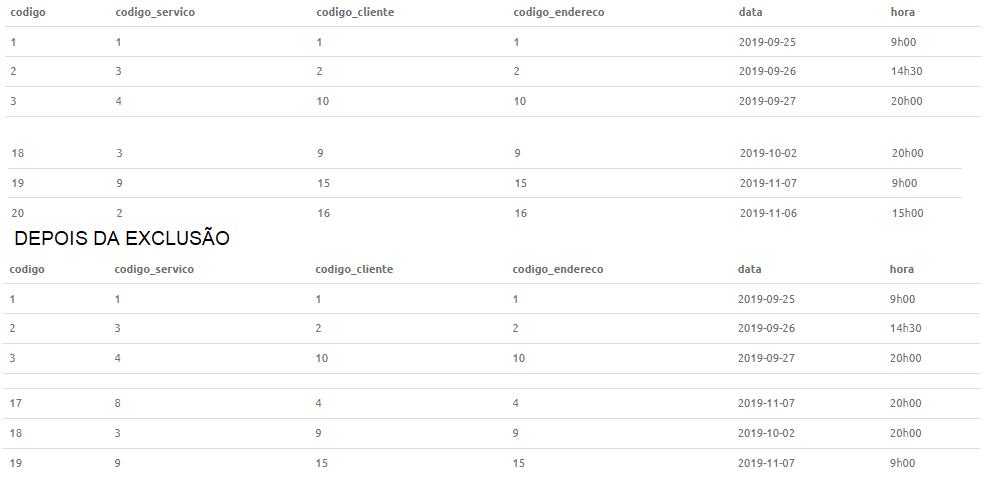 codigo codigo_servico codigo_cliente codigo_endereco data hora
1 1 1 1 2019-09-25 9h00
2 3 2 2 2019-09-26 14h30
3 4 10 10 2019-09-27 20h00
18 3 9 9 2019-10-02 20h00
19 9 15 15 2019-11-07 9h00
20 2 16 16 2019-11-06 15h00
DEPOIS DA EXCLUSÃO
codigo codigo_servico codigo_cliente codigo_endereco data hora
1 1 1 1 2019-09-25 9h00
2 3 2 2 2019-09-26 14h30
3 4 10 10 2019-09-27 20h00
17 8 4 4 2019-11-07 20h00
18 3 9 9 2019-10-02 20h00
19 9 15 15 2019-11-07 9h00